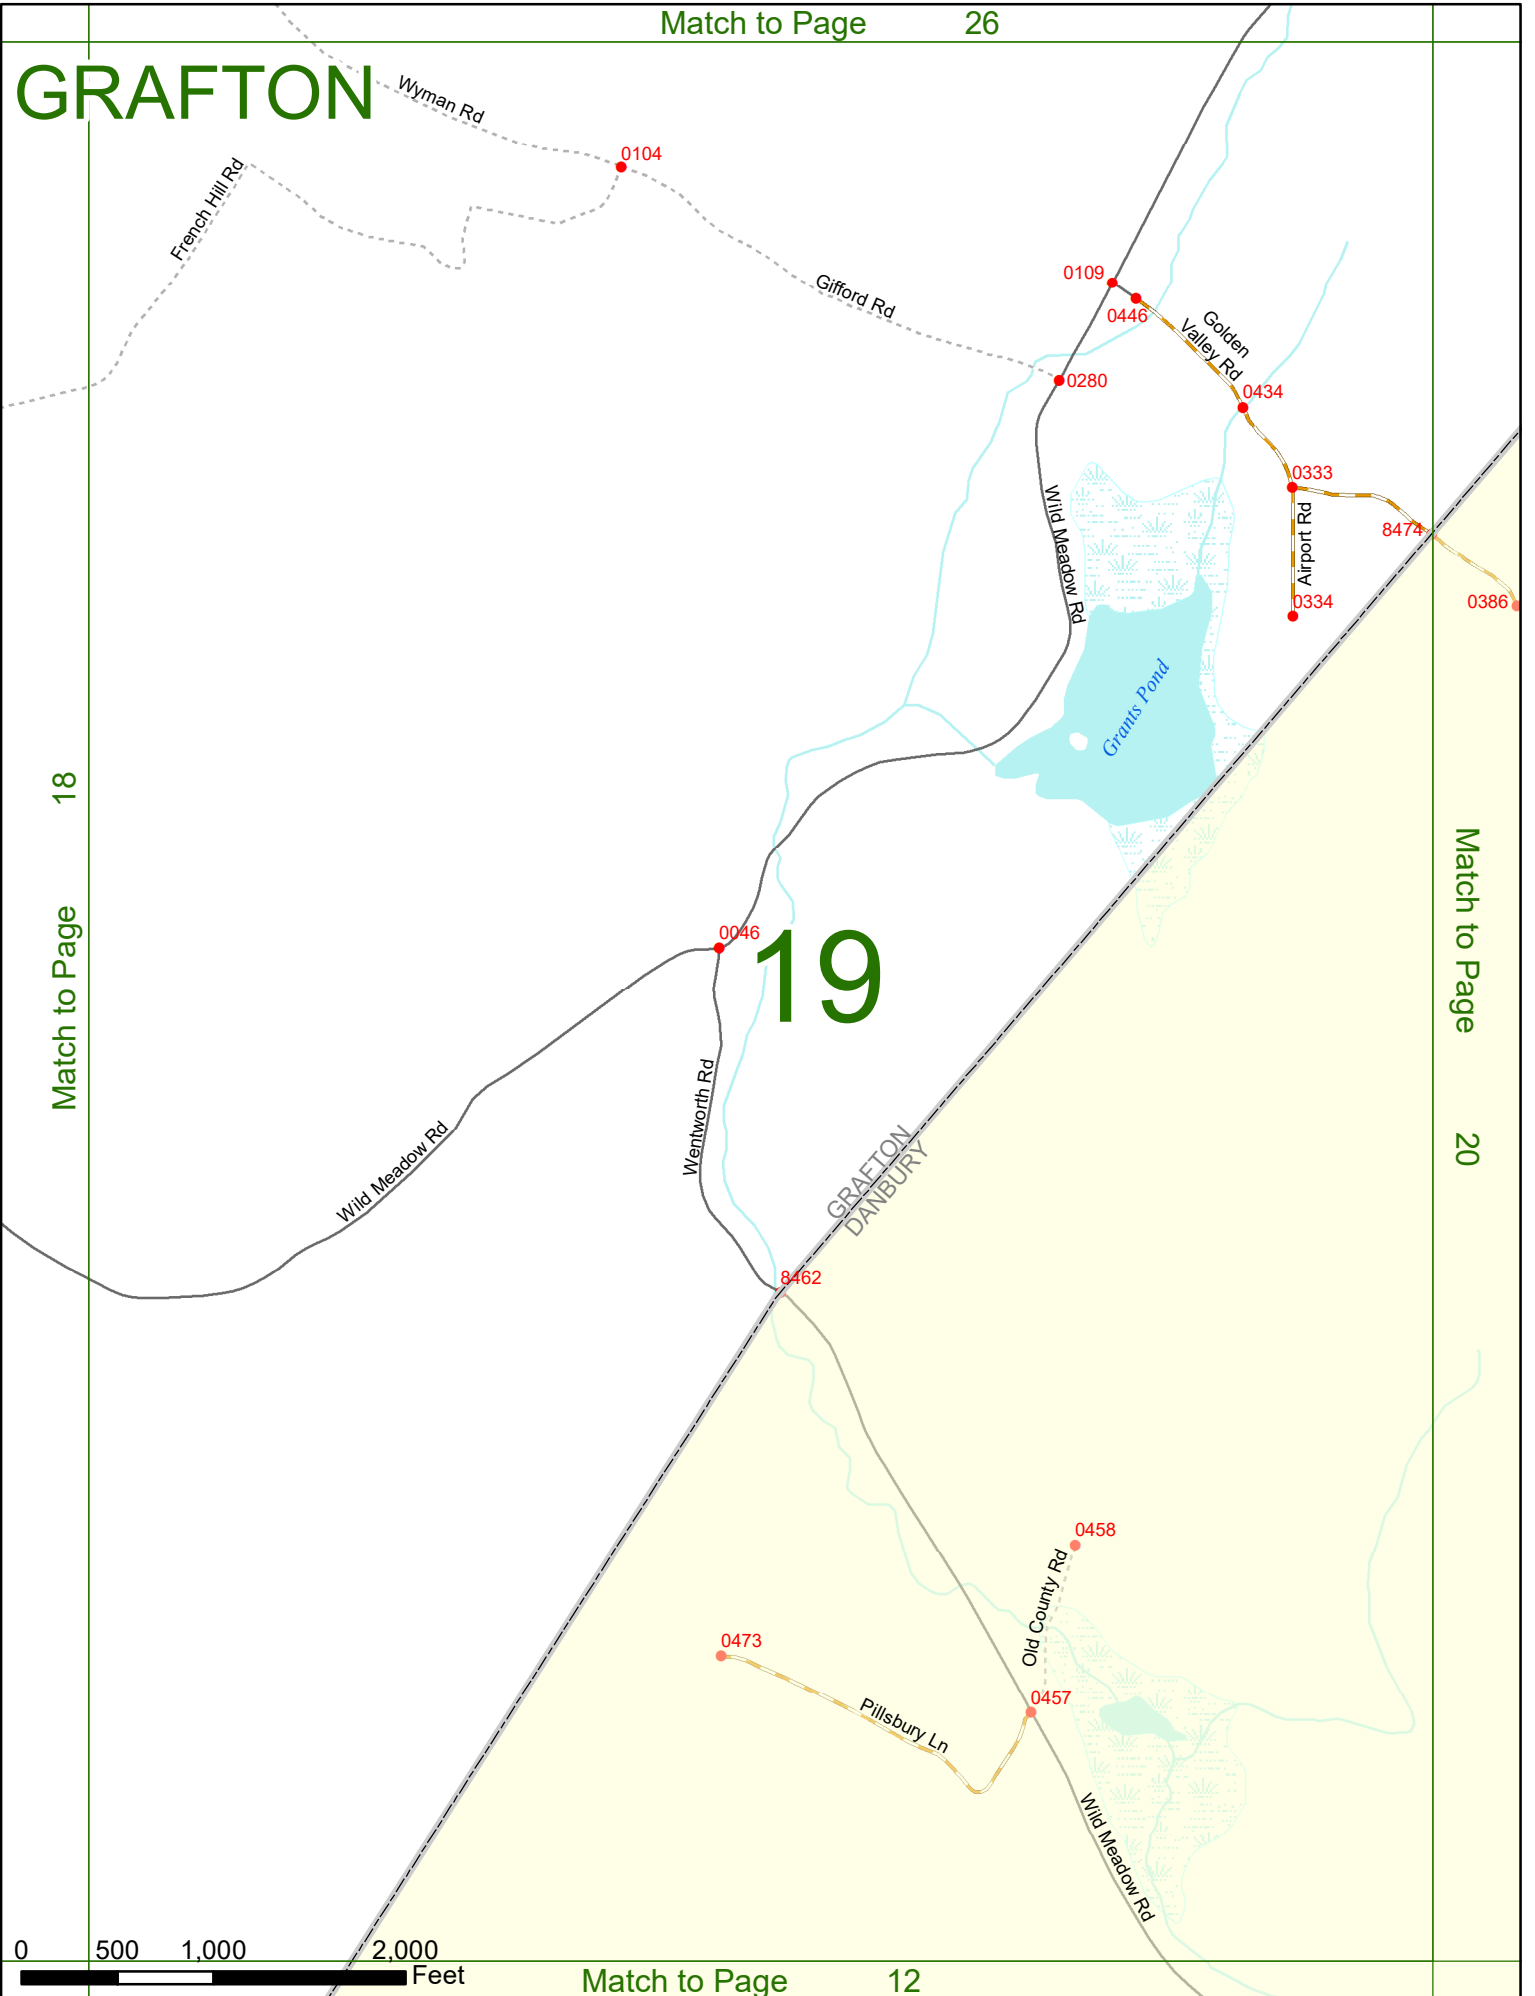 Match to Page 26
GRAFTON
Wyman Rd
0104
French Hill Rd
Gifford Rd
0109
0446
Golden
Valley Rd
0280
0434
0333
Wild Meadow Rd
Airport Rd
8474
0334
0386
Grants Pond
Match to Page 18
Match to Page 20
0046
19
Wentworth Rd
Wild Meadow Rd
GRAFTON
DANBURY
8462
0458
Old County Rd
0473
0457
Pillsbury Ln
Wild Meadow Rd
0 500 1,000 2,000
Feet
Match to Page 12